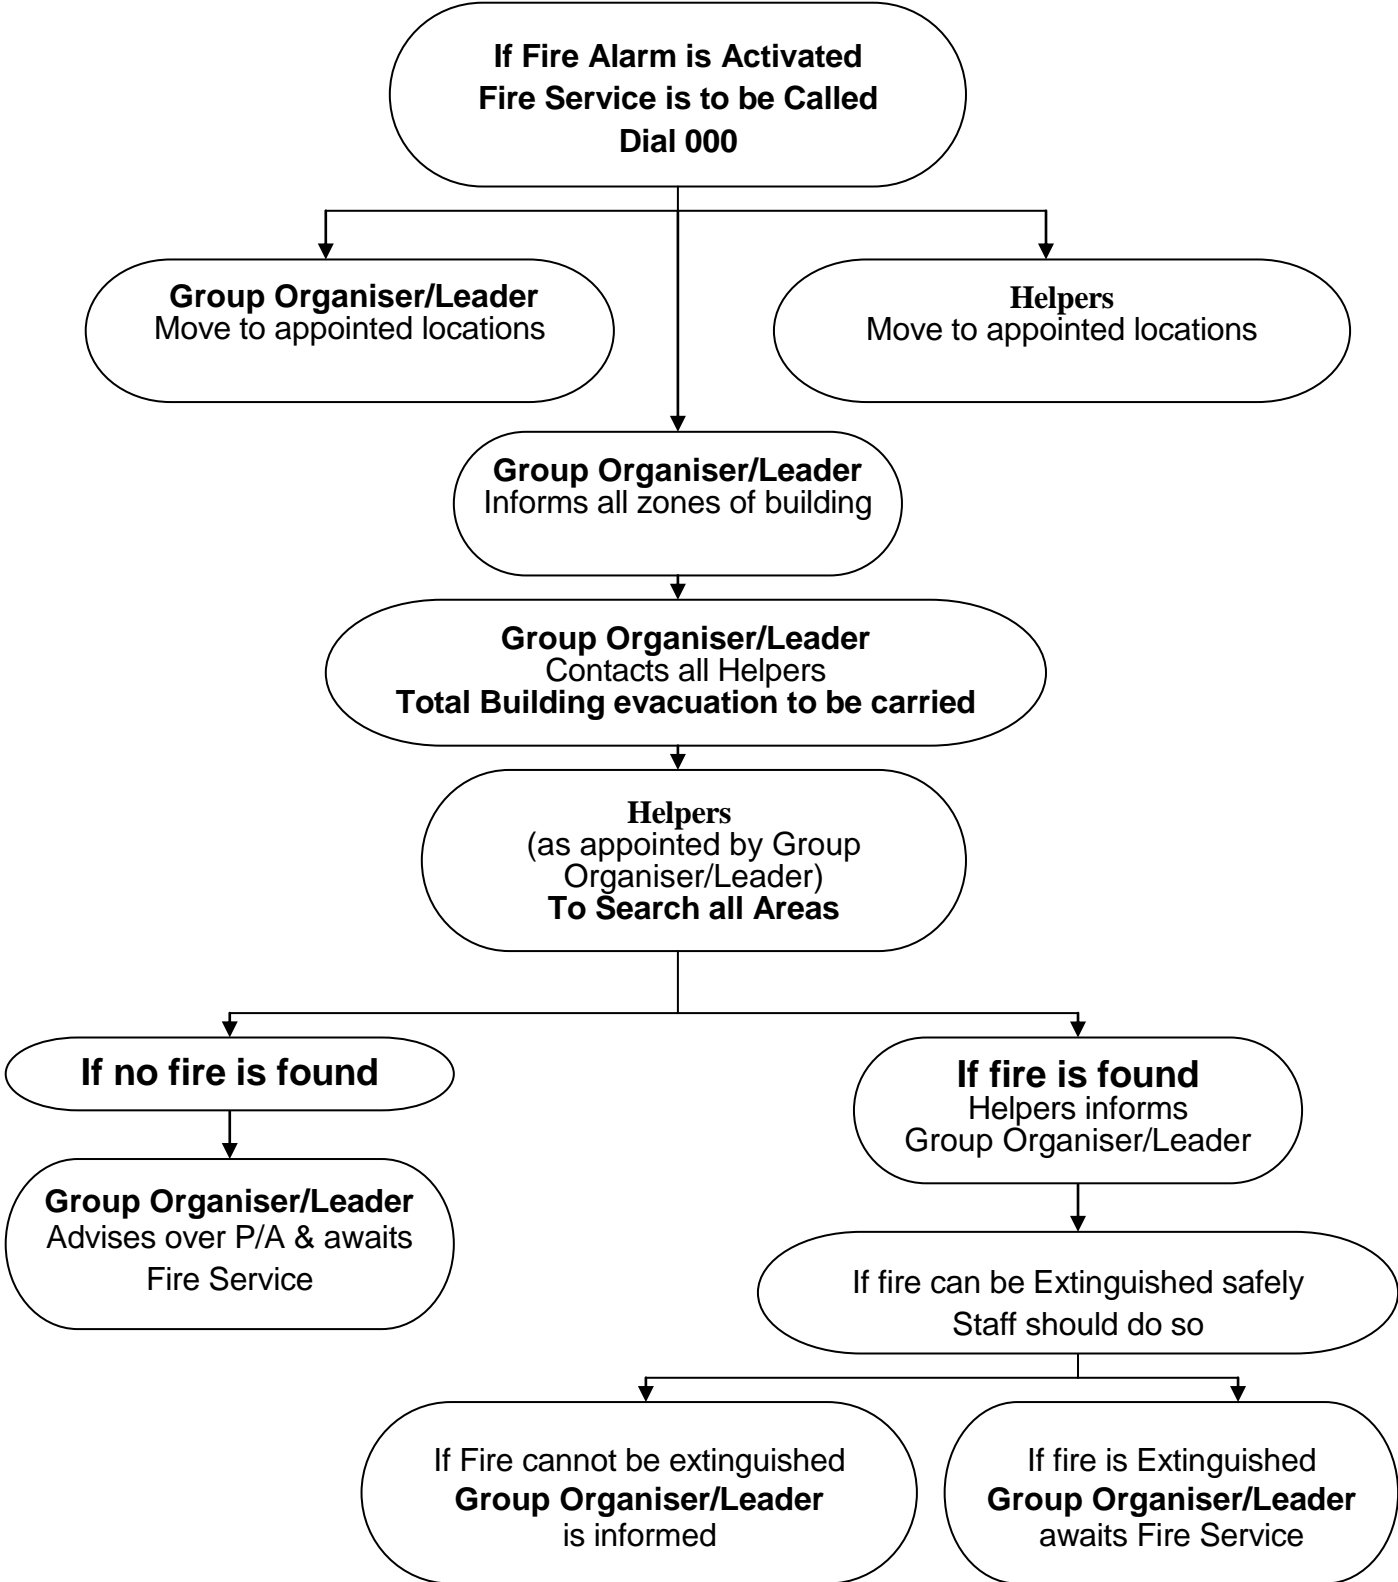 If Fire Alarm is Activated
Fire Service is to be Called
Dial 000
Group Organiser/Leader
Move to appointed locations
Helpers
Move to appointed locations
Group Organiser/Leader
Informs all zones of building
Group Organiser/Leader
Contacts all Helpers
Total Building evacuation to be carried
Helpers
(as appointed by Group
Organiser/Leader)
To Search all Areas
If no fire is found
Group Organiser/Leader
Advises over P/A & awaits
Fire Service
If fire is found
Helpers informs
Group Organiser/Leader
If fire can be Extinguished safely
Staff should do so
If Fire cannot be extinguished
Group Organiser/Leader
is informed
If fire is Extinguished
Group Organiser/Leader
awaits Fire Service